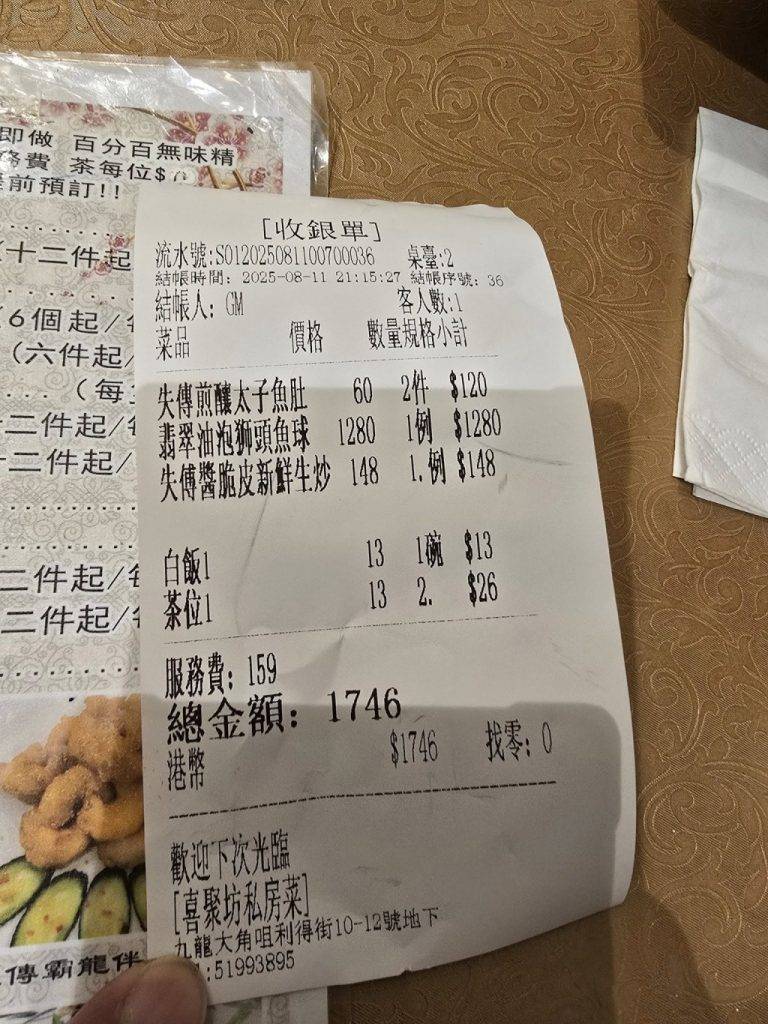 即做 百分百無味精
務費 茶每位$
前預訂!!
十二件起
(6個起/
(六件起/
(每
二件起/
二件起/
二件起/每
二件起/
傳霸龍伴
[收銀單]
流水號:S012025081100700036 桌臺:2
結帳時間: 2025-08-11 21:15:27 結帳序號: 36
結帳人: GM 客人數:1
菜品 價格 數量規格小計
失傳煎釀太子魚肚 60 2件 $120
翡翠油泡獅頭魚球 1280 1例 $1280
失傳醬脆皮新鮮生炒 148 1.例 $148
白飯1 13 1碗 $13
茶位1 13 2. $26
服務費: 159
總金額: 1746
港幣 $1746 找零: 0
歡迎下次光臨
[喜聚坊私房菜]
九龍大角咀利得街10-12號地下
:51993895